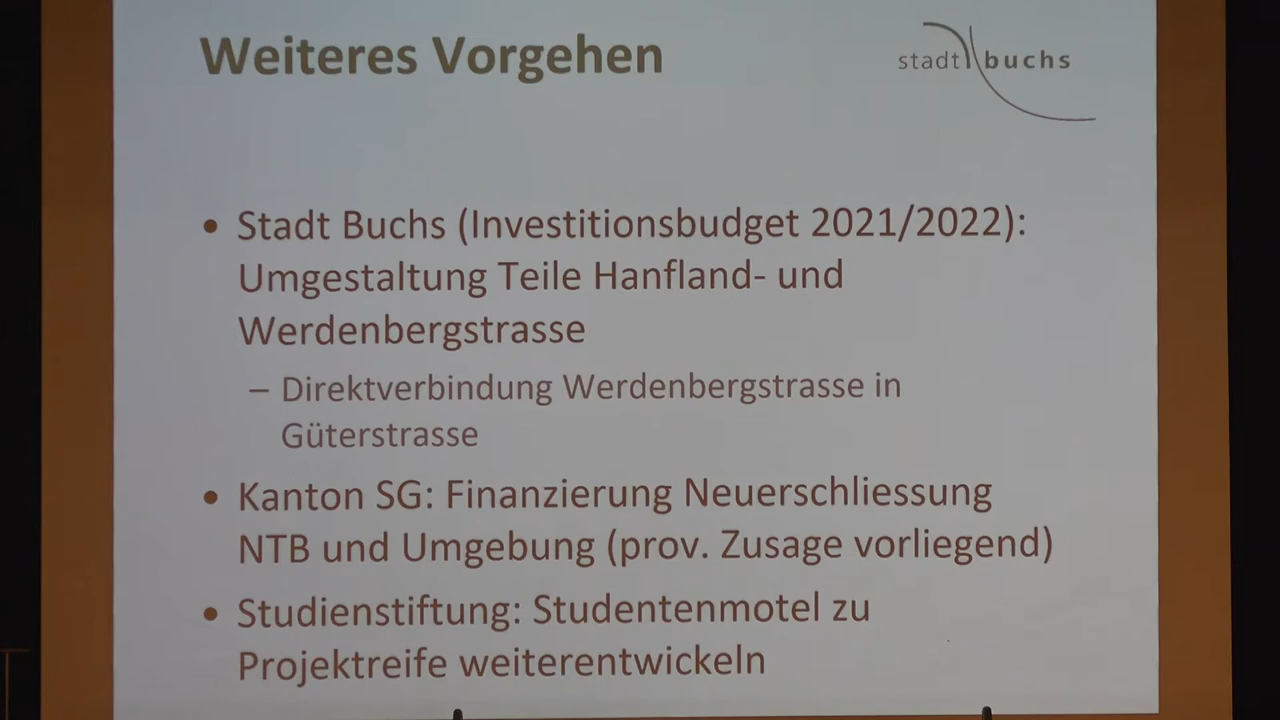 Weiteres Vorgehen
stadt buchs
• Stadt Buchs (Investitionsbudget 2021/2022):
Umgestaltung Teile Hanfland- und
Werdenbergstrasse
– Direktverbindung Werdenbergstrasse in
Güterstrasse
• Kanton SG: Finanzierung Neuerschliessung
NTB und Umgebung (prov. Zusage vorliegend)
• Studienstiftung: Studentenmotel zu
Projektreife weiterentwickeln